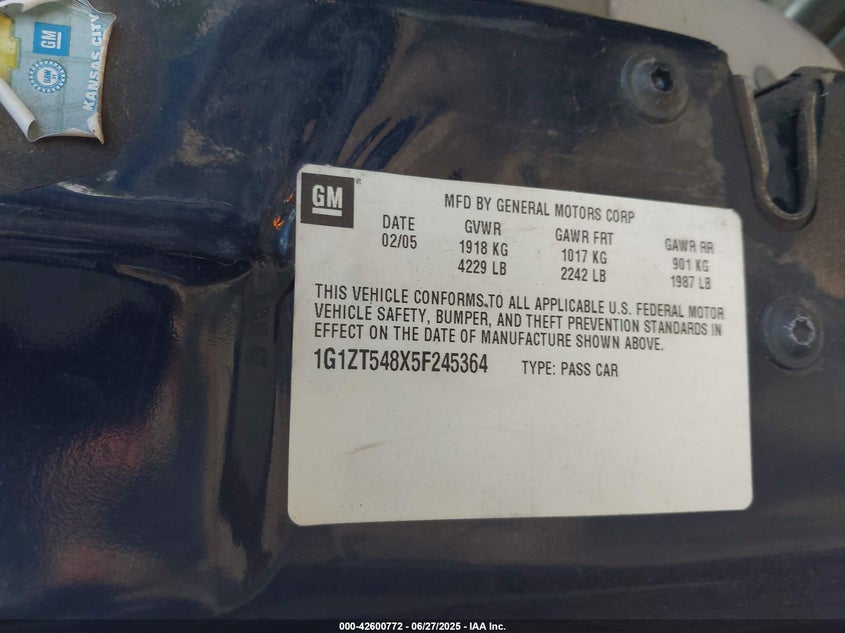 GM
UAW
KANSAS CITY
GM
MFD BY GENERAL MOTORS CORP
DATE GVWR GAWR FRT GAWR RR
02/05 1918 KG 1017 KG 901 KG
4229 LB 2242 LB 1987 LB
THIS VEHICLE CONFORMS TO ALL APPLICABLE U.S. FEDERAL MOTOR
VEHICLE SAFETY, BUMPER, AND THEFT PREVENTION STANDARDS IN
EFFECT ON THE DATE OF MANUFACTURE SHOWN ABOVE.
1G1ZT548X5F245364 TYPE: PASS CAR
000-42600772 / 06/27/2025 - IAA Inc.